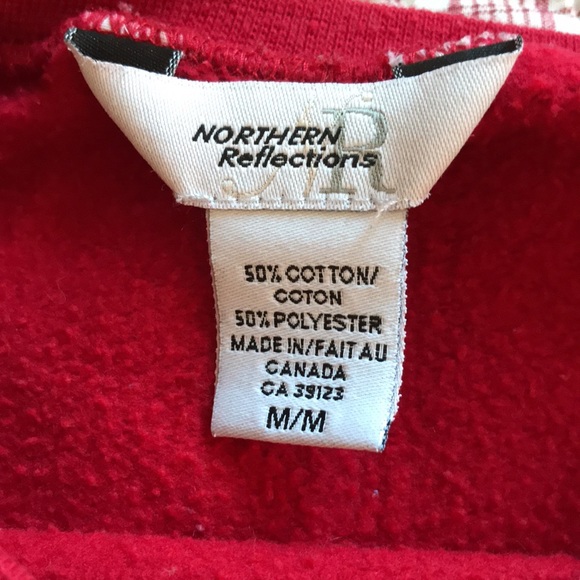 NR
NORTHERN
Reflections
50% COTTON/
COTON
50% POLYESTER
MADE IN/FAIT AU
CANADA
CA 39123
M/M